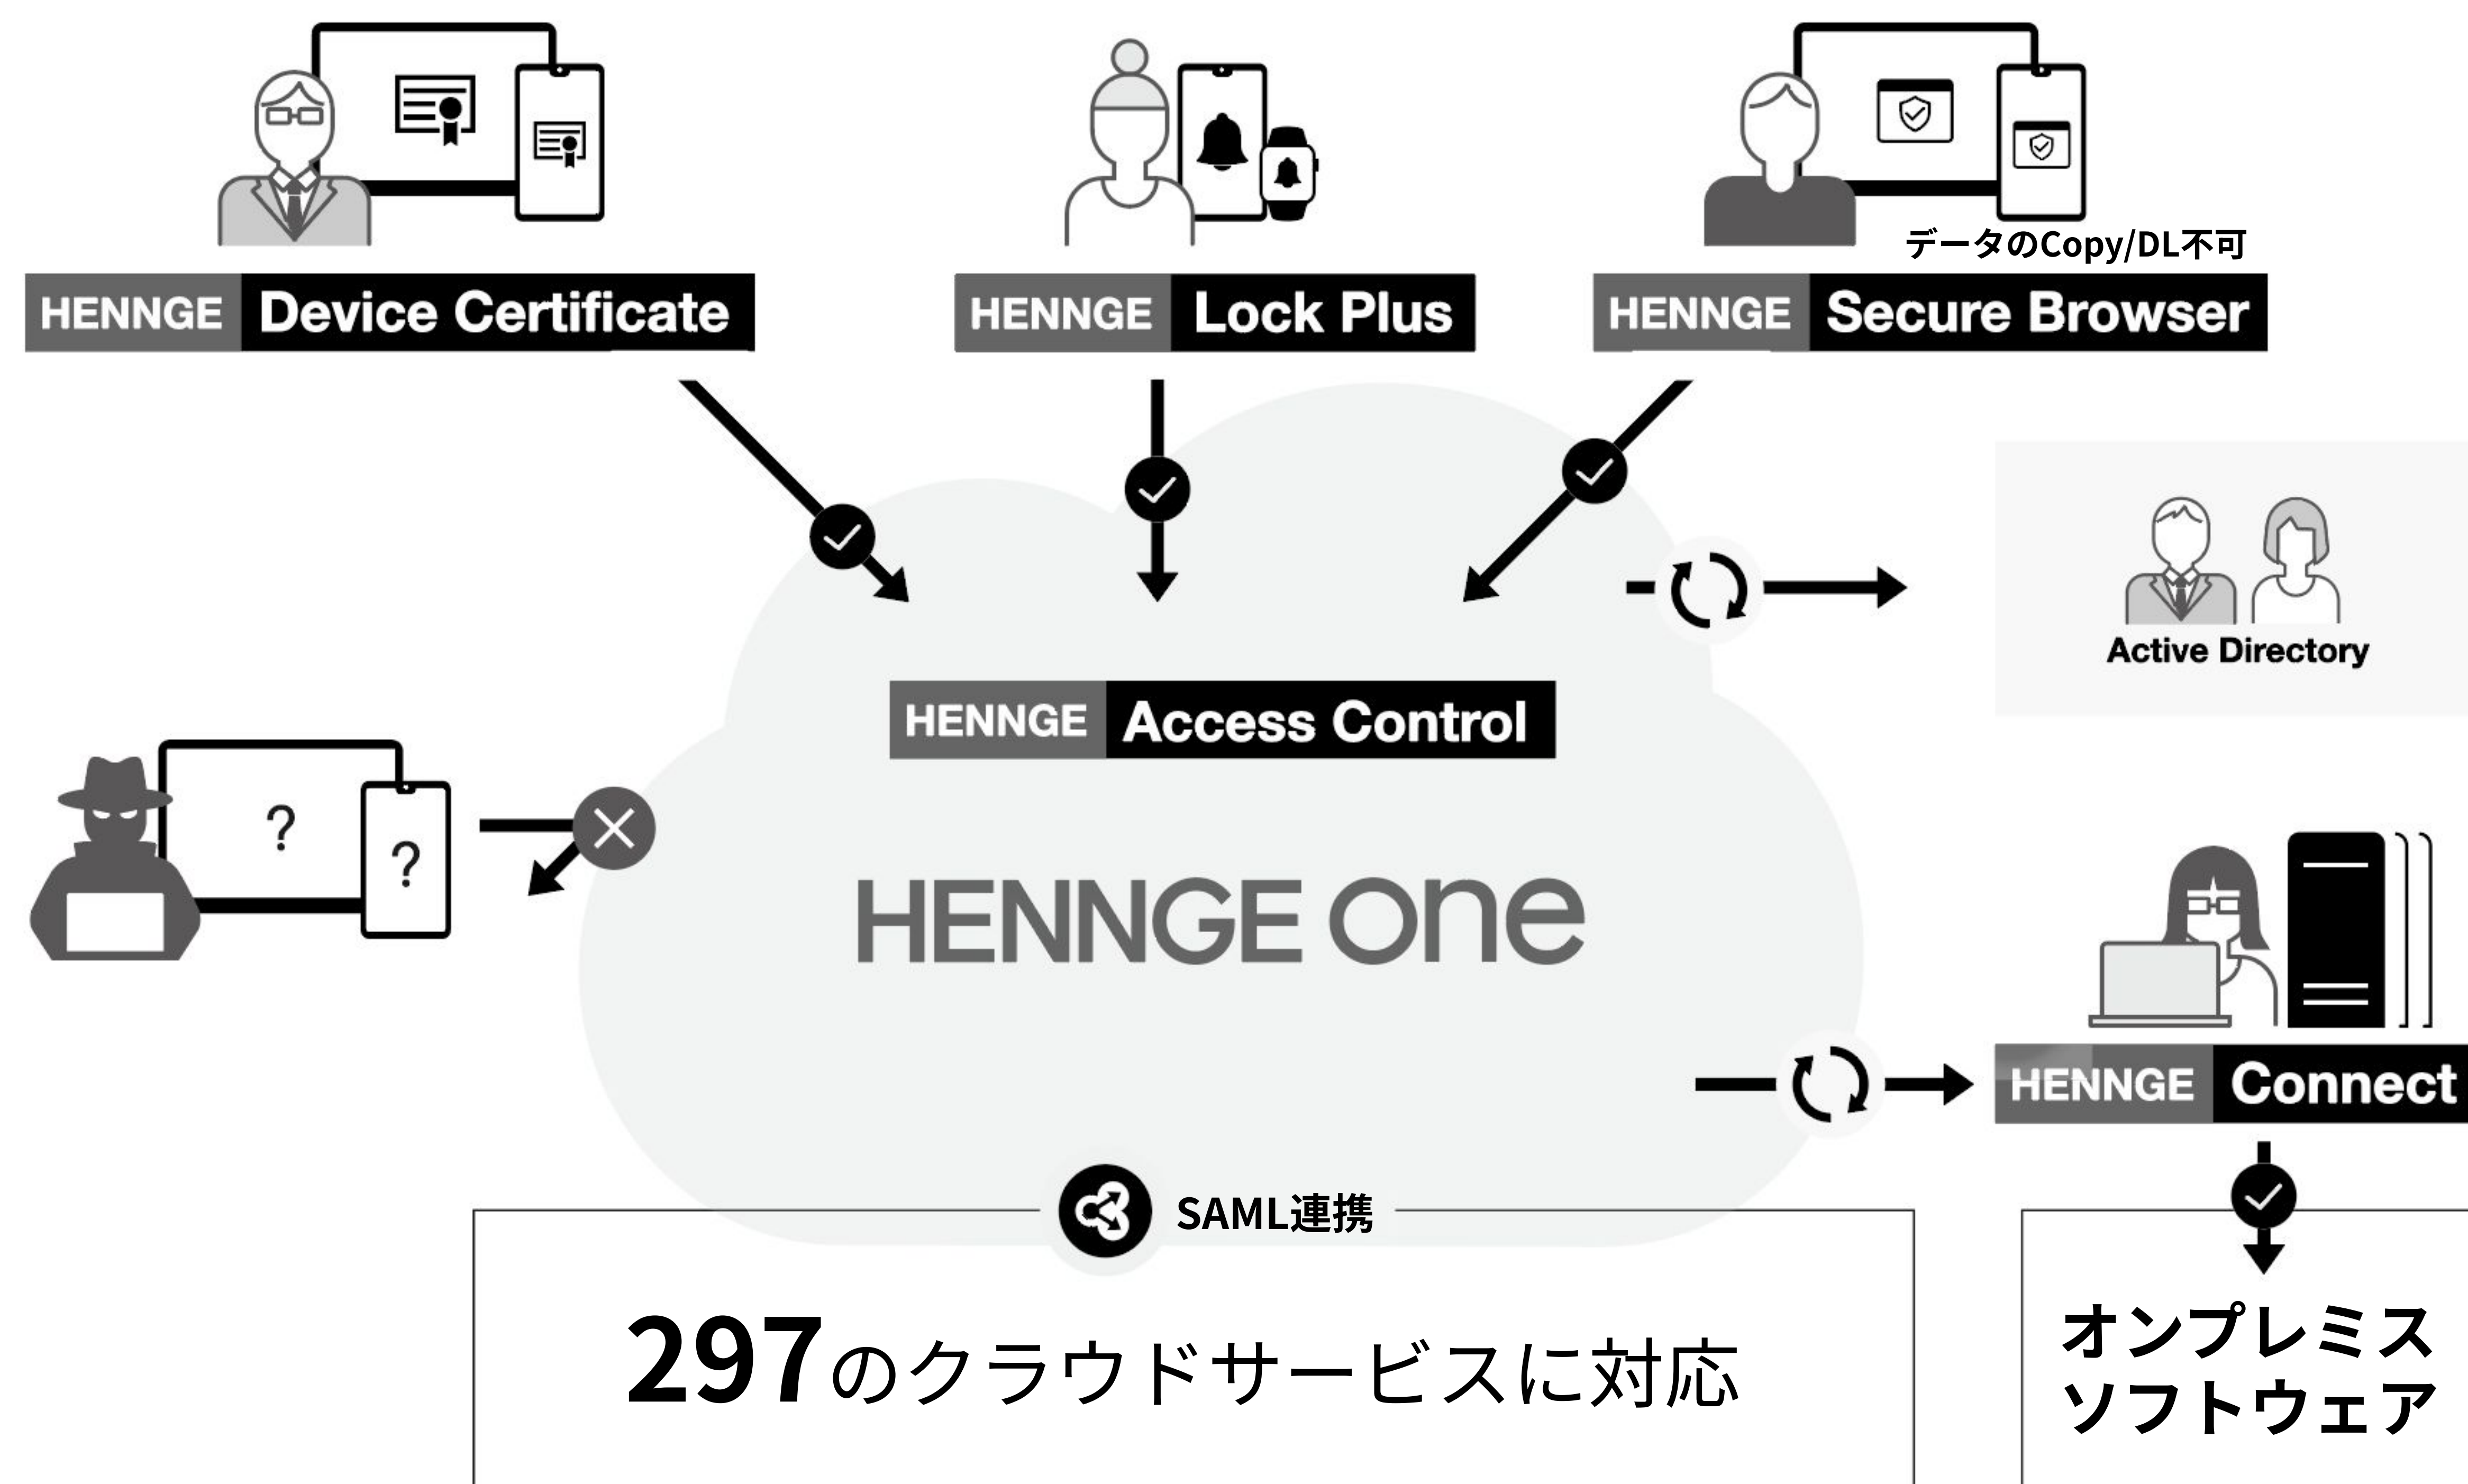 データのCopy/DL不可
HENNGE Device Certificate
HENNGE Lock Plus
HENNGE Secure Browser
Active Directory
HENNGE Access Control
? ?
HENNGE one
HENNGE Connect
SAML連携
297のクラウドサービスに対応
オンプレミス
ソフトウェア